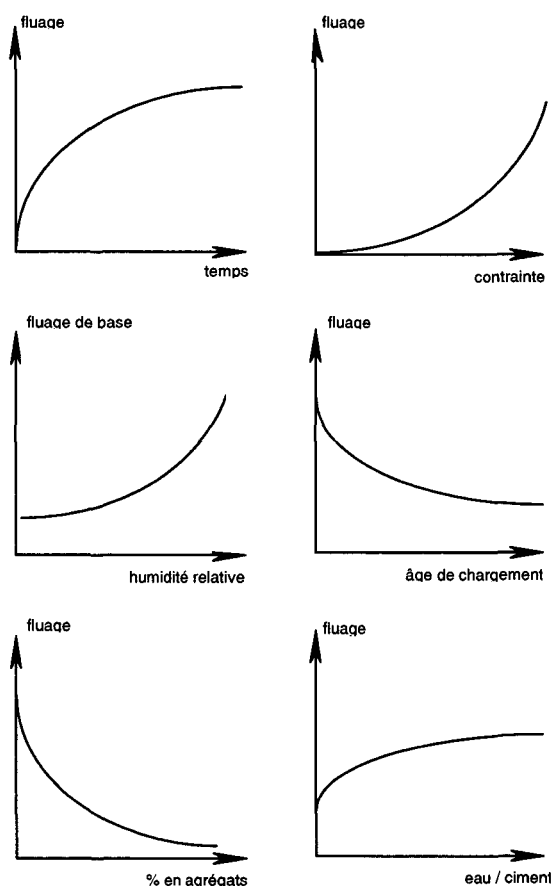 fluage
fluage
temps
contrainte
fluage de base
fluage
humidité relative
âge de chargement
fluage
fluage
% en agrégats
eau / ciment